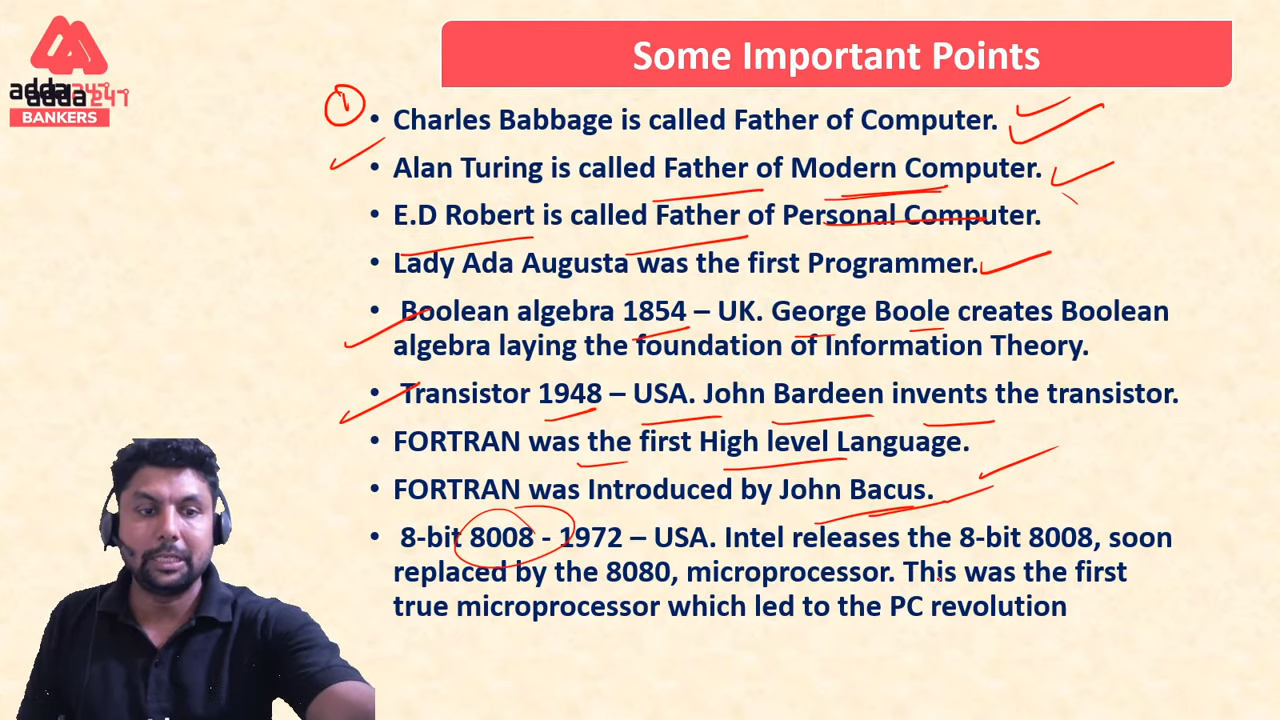 adda247
adda247
BANKERS
Some Important Points
1
• Charles Babbage is called Father of Computer.
• Alan Turing is called Father of Modern Computer.
• E.D Robert is called Father of Personal Computer.
• Lady Ada Augusta was the first Programmer.
• Boolean algebra 1854 – UK. George Boole creates Boolean
algebra laying the foundation of Information Theory.
• Transistor 1948 – USA. John Bardeen invents the transistor.
• FORTRAN was the first High level Language.
• FORTRAN was Introduced by John Bacus.
• 8-bit 8008 - 1972 – USA. Intel releases the 8-bit 8008, soon
replaced by the 8080, microprocessor. This was the first
true microprocessor which led to the PC revolution